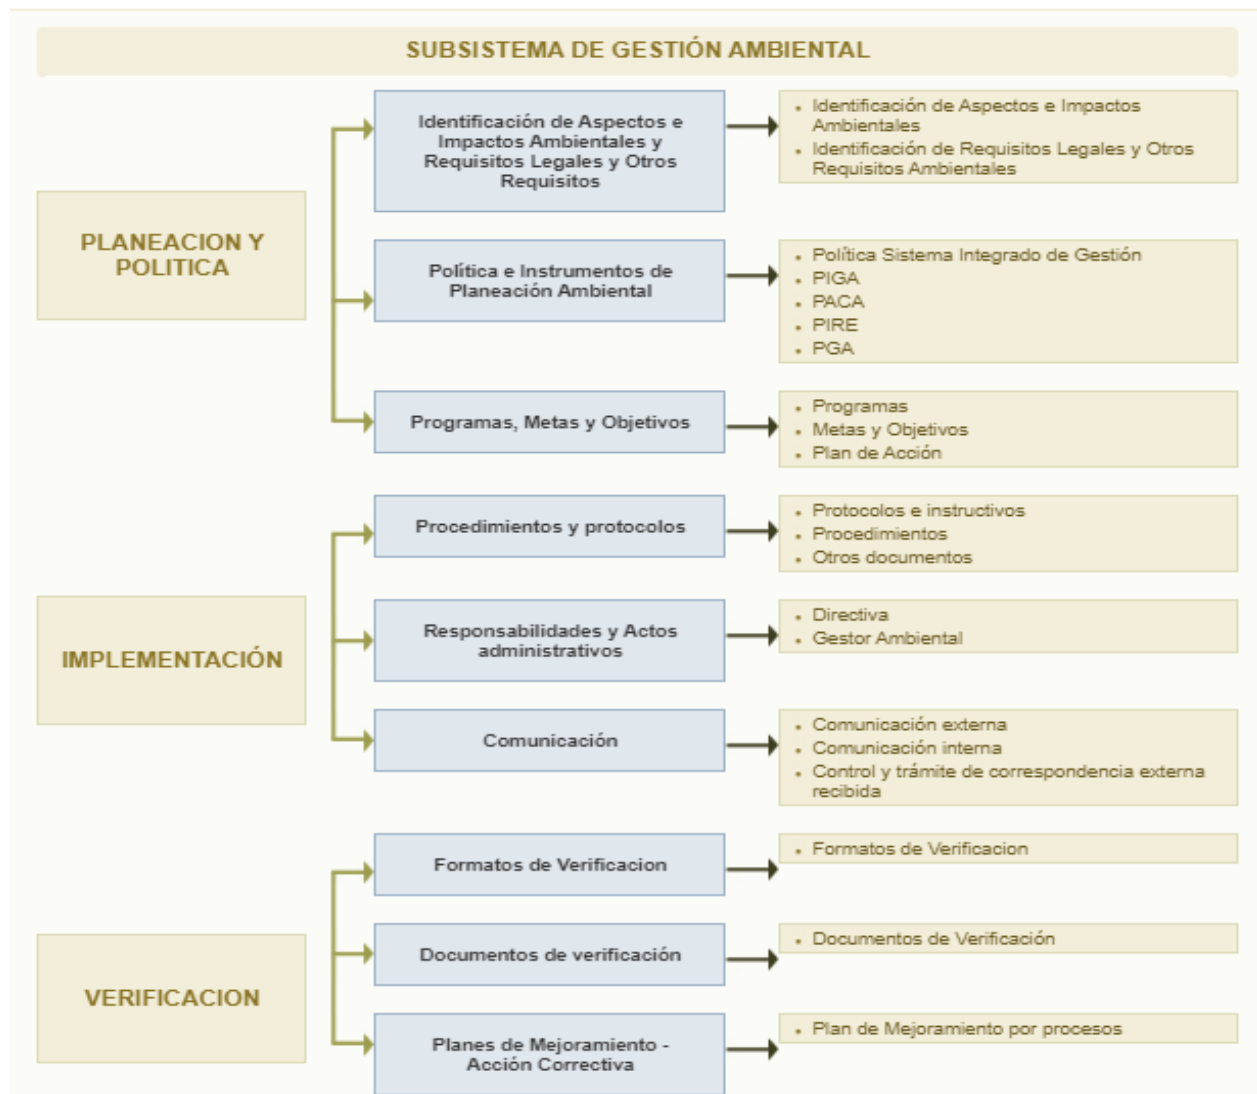 SUBSISTEMA DE GESTIÓN AMBIENTAL
PLANEACION Y
POLITICA
Identificación de Aspectos e
Impactos Ambientales y
Requisitos Legales y Otros
Requisitos
• Identificación de Aspectos e Impactos
Ambientales
• Identificación de Requisitos Legales y Otros
Requisitos Ambientales
Política e Instrumentos de
Planeación Ambiental
• Política Sistema Integrado de Gestión
• PIGA
• PACA
• PIRE
• PGA
Programas, Metas y Objetivos
• Programas
• Metas y Objetivos
• Plan de Acción
IMPLEMENTACIÓN
Procedimientos y protocolos
• Protocolos e instructivos
• Procedimientos
• Otros documentos
Responsabilidades y Actos
administrativos
• Directiva
• Gestor Ambiental
Comunicación
• Comunicación externa
• Comunicación interna
• Control y trámite de correspondencia externa
recibida
VERIFICACION
Formatos de Verificacion
• Formatos de Verificacion
Documentos de verificación
• Documentos de Verificación
Planes de Mejoramiento -
Acción Correctiva
• Plan de Mejoramiento por procesos